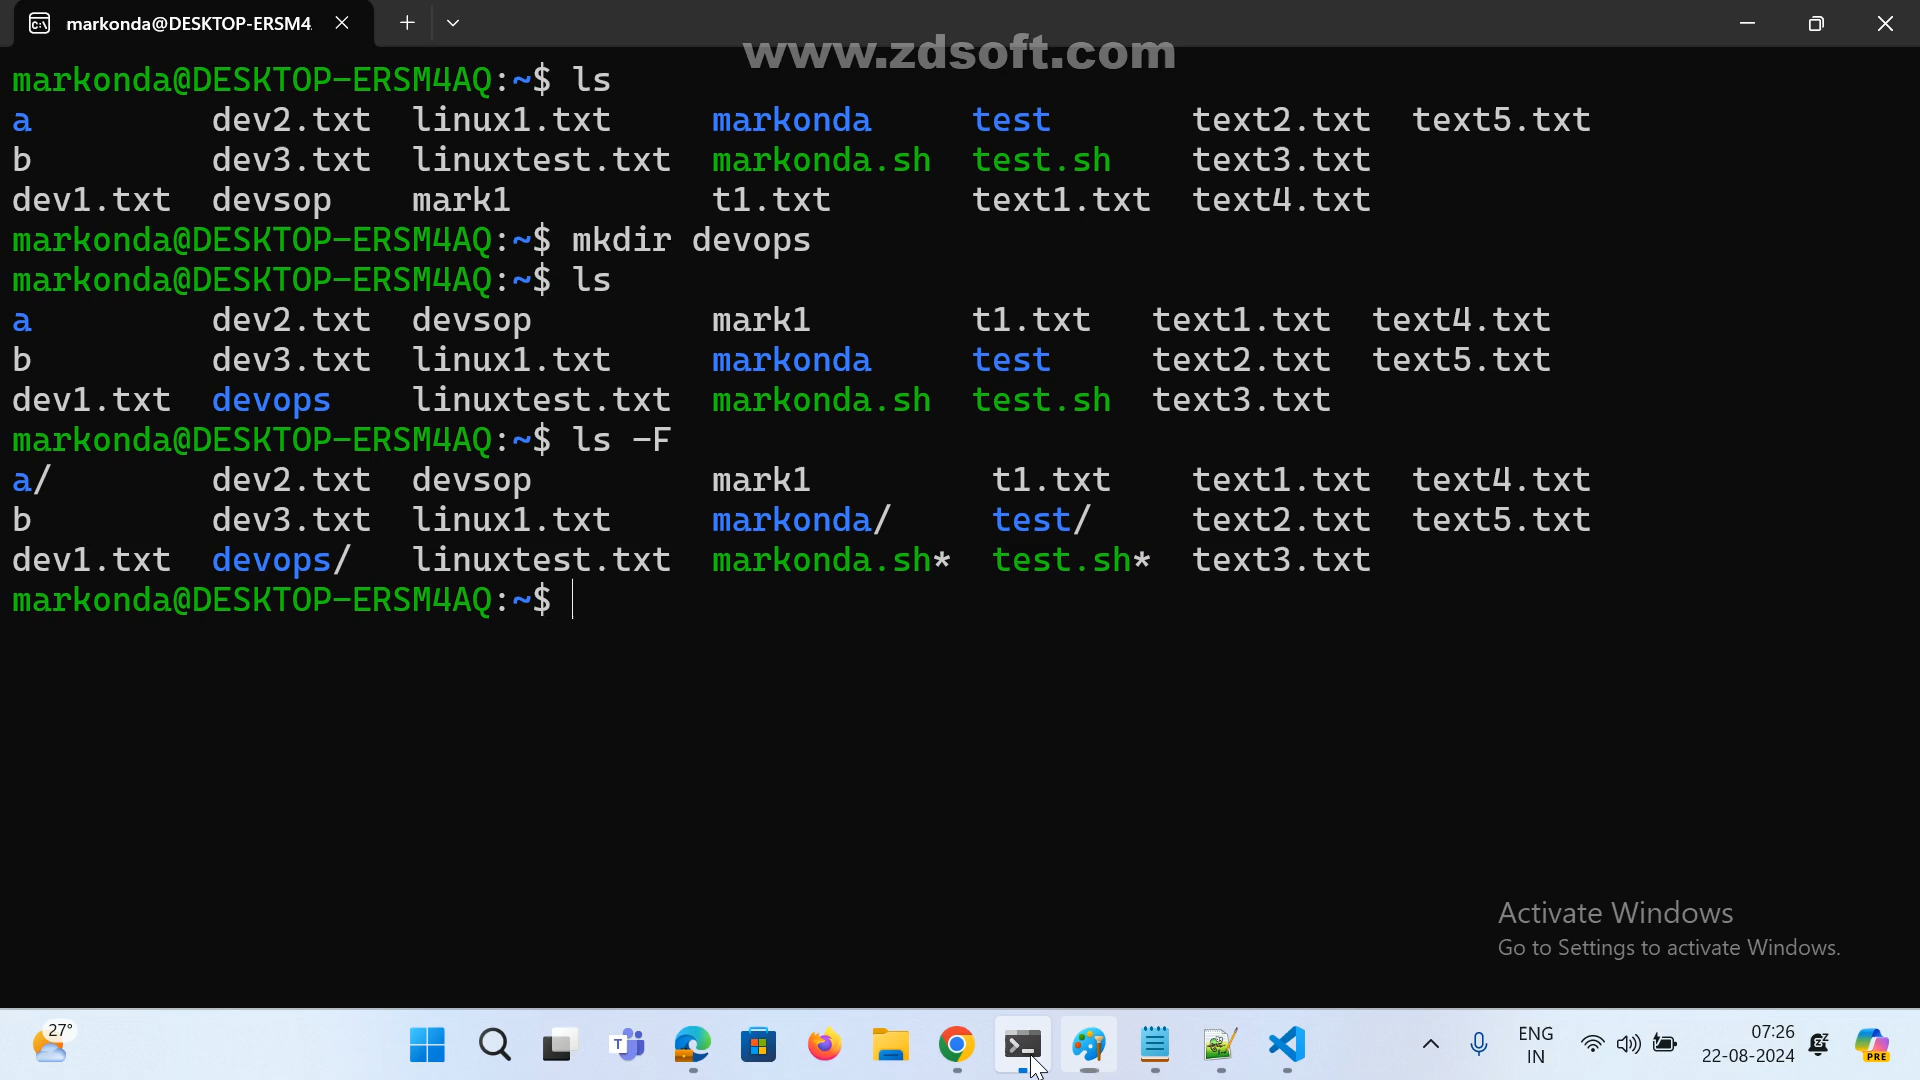 markonda@DESKTOP-ERSM4
www.zdsoft.com
markonda@DESKTOP-ERSM4AQ:~$ ls
a dev2.txt linux1.txt markonda test text2.txt text5.txt
b dev3.txt linuxtest.txt markonda.sh test.sh text3.txt
dev1.txt devsop mark1 t1.txt text1.txt text4.txt
markonda@DESKTOP-ERSM4AQ:~$ mkdir devops
markonda@DESKTOP-ERSM4AQ:~$ ls
a dev2.txt devsop mark1 t1.txt text1.txt text4.txt
b dev3.txt linux1.txt markonda test text2.txt text5.txt
dev1.txt devops linuxtest.txt markonda.sh test.sh text3.txt
markonda@DESKTOP-ERSM4AQ:~$ ls -F
a/ dev2.txt devsop mark1 t1.txt text1.txt text4.txt
b dev3.txt linux1.txt markonda/ test/ text2.txt text5.txt
dev1.txt devops/ linuxtest.txt markonda.sh* test.sh* text3.txt
markonda@DESKTOP-ERSM4AQ:~$
Activate Windows
Go to Settings to activate Windows.
27°
ENG
IN
07:26
22-08-2024
PRE